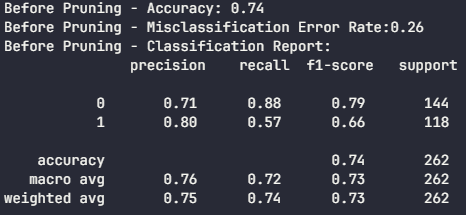 Before Pruning - Accuracy: 0.74
Before Pruning - Misclassification Error Rate:0.26
Before Pruning - Classification Report:
precision recall f1-score support
0 0.71 0.88 0.79 144
1 0.80 0.57 0.66 118
accuracy 0.74 262
macro avg 0.76 0.72 0.73 262
weighted avg 0.75 0.74 0.73 262